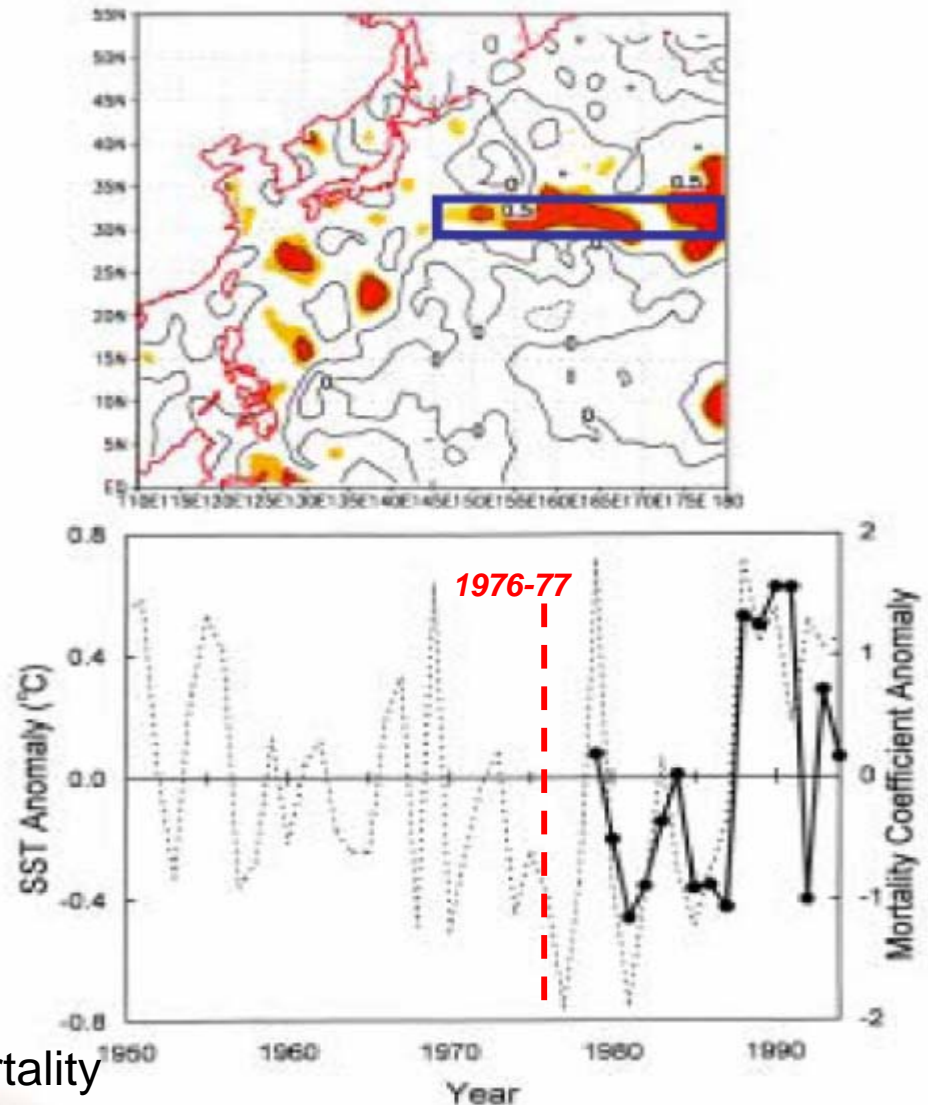 55N
50N
45N
40N
35N
30N
25N
20N
15N
10N
5N
EQ
0
0.5
0.5
0
0
0
0
0
0
0
0
110E 115E 120E 125E 130E 135E 140E 145E 150E 155E 160E 165E 170E 175E 180
0.8
0.4
0.0
-0.4
-0.8
SST Anomaly (°C)
1976-77
2
1
0
-1
-2
Mortality Coefficient Anomaly
1950 1960 1970 1980 1990
Year
rtality